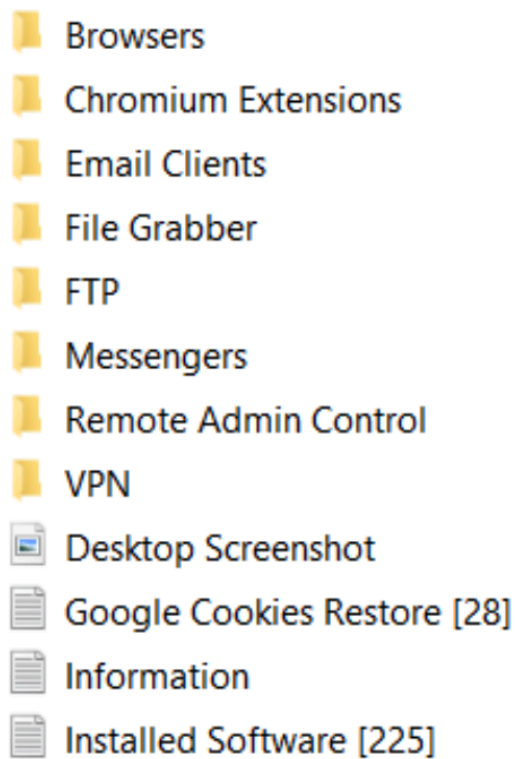 Browsers
Chromium Extensions
Email Clients
File Grabber
FTP
Messengers
Remote Admin Control
VPN
Desktop Screenshot
Google Cookies Restore [28]
Information
Installed Software [225]